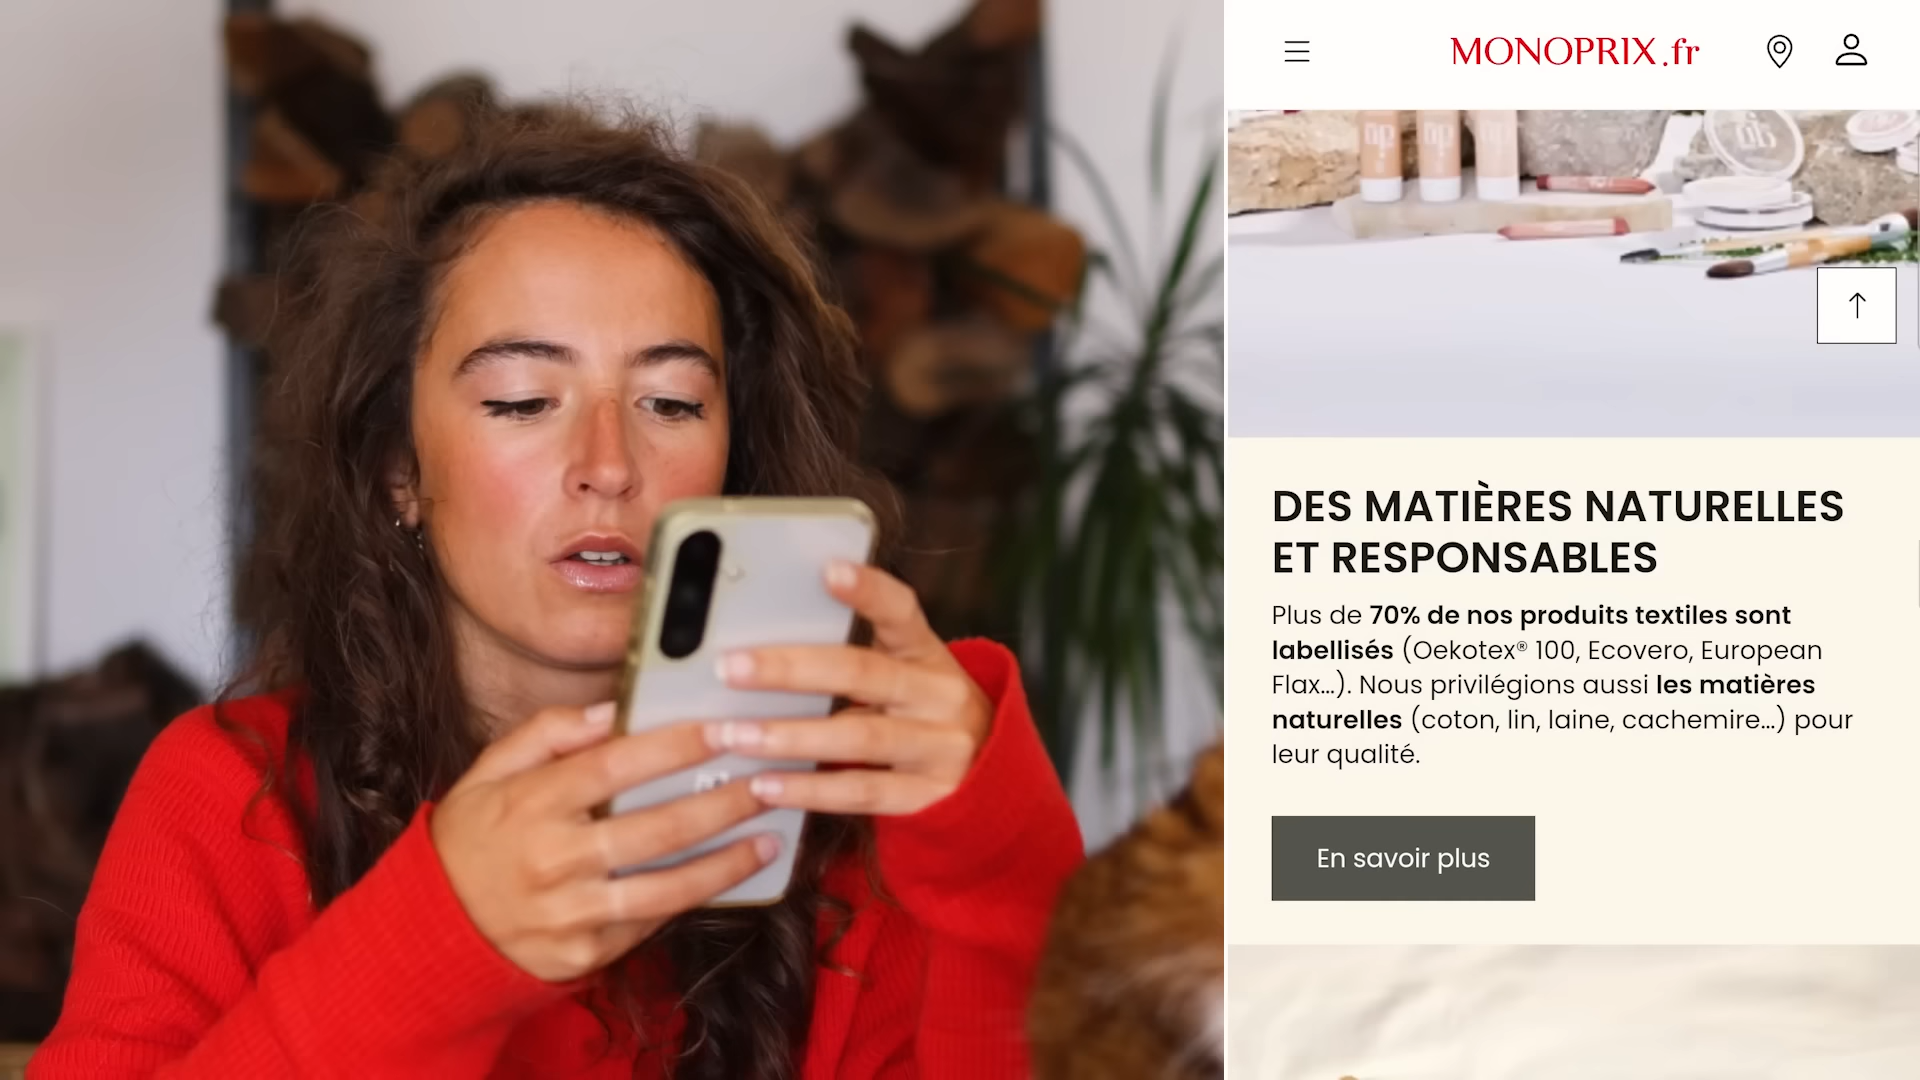 MONOPRIX.fr
DES MATIÈRES NATURELLES
ET RESPONSABLES
Plus de 70% de nos produits textiles sont
labellisés (Oekotex® 100, Ecovero, European
Flax...). Nous privilégions aussi les matières
naturelles (coton, lin, laine, cachemire...) pour
leur qualité.
En savoir plus